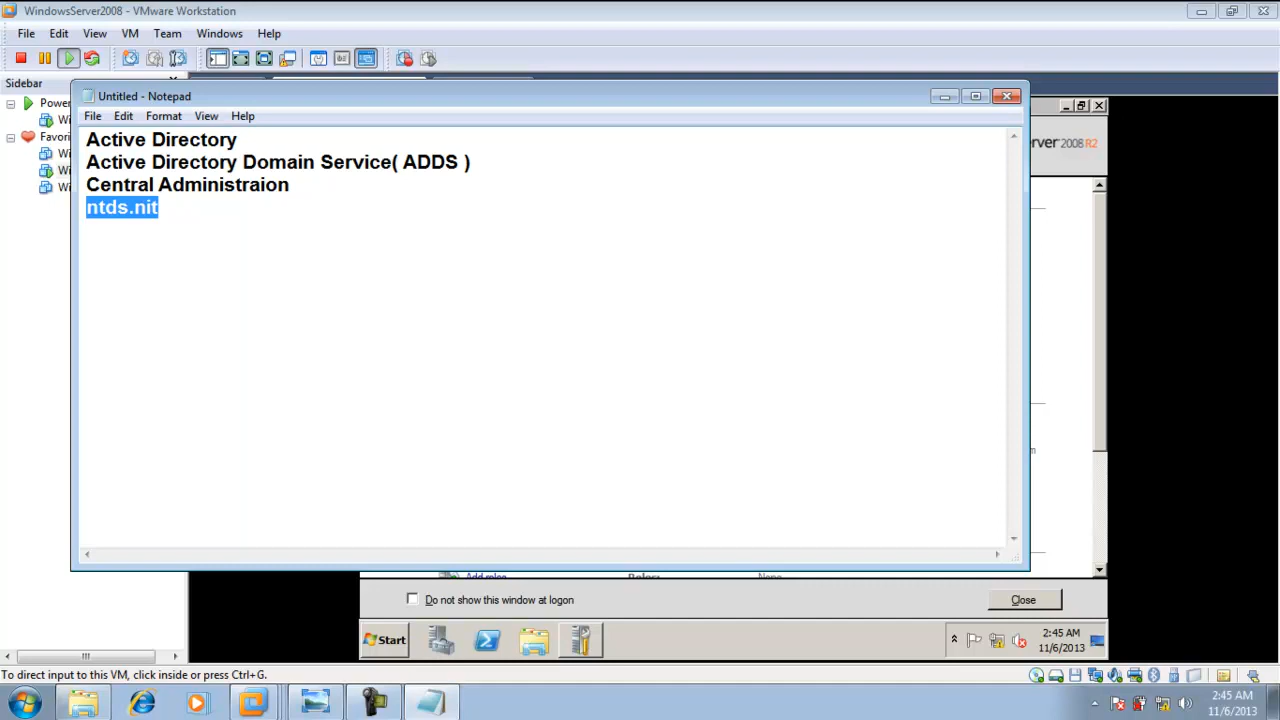 WindowsServer2008 - VMware Workstation
File Edit View VM Team Windows Help
Sidebar
Power
Favori
Untitled - Notepad
File Edit Format View Help
Active Directory
Active Directory Domain Service( ADDS )
Central Administraion
ntds.nit
rver 2008 R2
Do not show this window at logon
Close
Start
2:45 AM
11/6/2013
To direct input to this VM, click inside or press Ctrl+G.
2:45 AM
11/6/2013